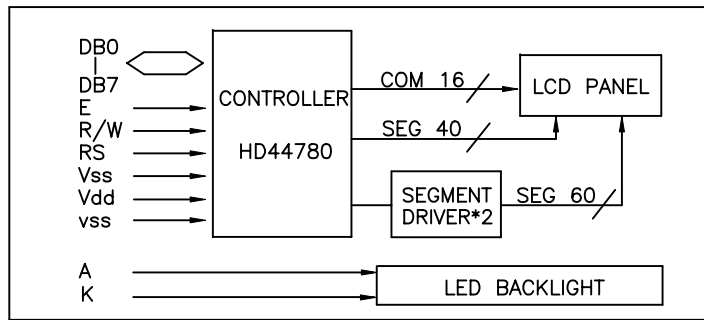 DB0
DB7
E
R/W
RS
Vss
Vdd
vss
CONTROLLER
HD44780
COM 16
SEG 40
LCD PANEL
SEGMENT
DRIVER*2
SEG 60
A
K
LED BACKLIGHT